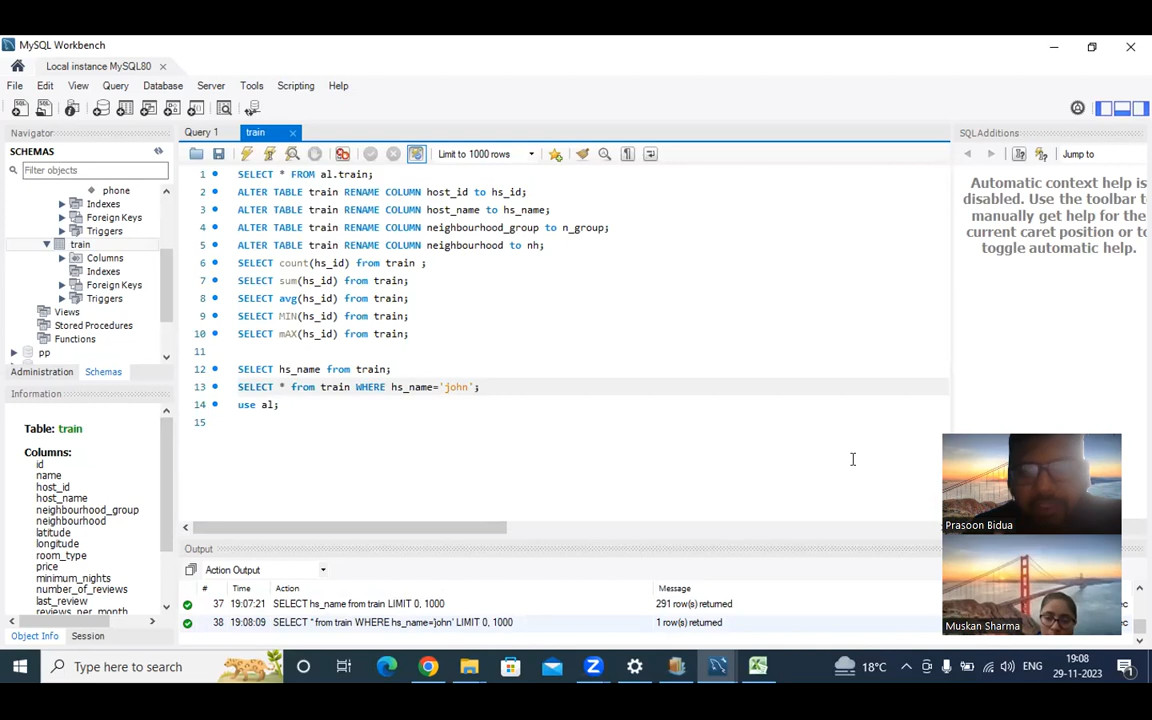 MySQL Workbench
Local instance MySQL80
File Edit View Query Database Server Tools Scripting Help
Navigator
SCHEMAS
Filter objects
phone
Indexes
Foreign Keys
Triggers
train
Columns
Indexes
Foreign Keys
Triggers
Views
Stored Procedures
Functions
pp
Administration Schemas
Information
Table: train
Columns:
id
name
host_id
host_name
neighbourhood_group
neighbourhood
latitude
longitude
room_type
price
minimum_nights
number_of_reviews
last_review
reviews_per_month
Object Info Session
Query 1 train
Limit to 1000 rows
1 SELECT * FROM al.train;
2 ALTER TABLE train RENAME COLUMN host_id to hs_id;
3 ALTER TABLE train RENAME COLUMN host_name to hs_name;
4 ALTER TABLE train RENAME COLUMN neighbourhood_group to n_group;
5 ALTER TABLE train RENAME COLUMN neighbourhood to nh;
6 SELECT count(hs_id) from train ;
7 SELECT sum(hs_id) from train;
8 SELECT avg(hs_id) from train;
9 SELECT MIN(hs_id) from train;
10 SELECT mAX(hs_id) from train;
11
12 SELECT hs_name from train;
13 SELECT * from train WHERE hs_name='john';
14 use al;
15
Output
Action Output
# Time Action Message
37 19:07:21 SELECT hs_name from train LIMIT 0, 1000 291 row(s) returned
38 19:08:09 SELECT * from train WHERE hs_name='john' LIMIT 0, 1000 1 row(s) returned
SQLAdditions
Jump to
Automatic context help is
disabled. Use the toolbar t
manually get help for the
current caret position or to
toggle automatic help.
Prasoon Bidua
Muskan Sharma
Type here to search
18°C
ENG
19:08
29-11-2023